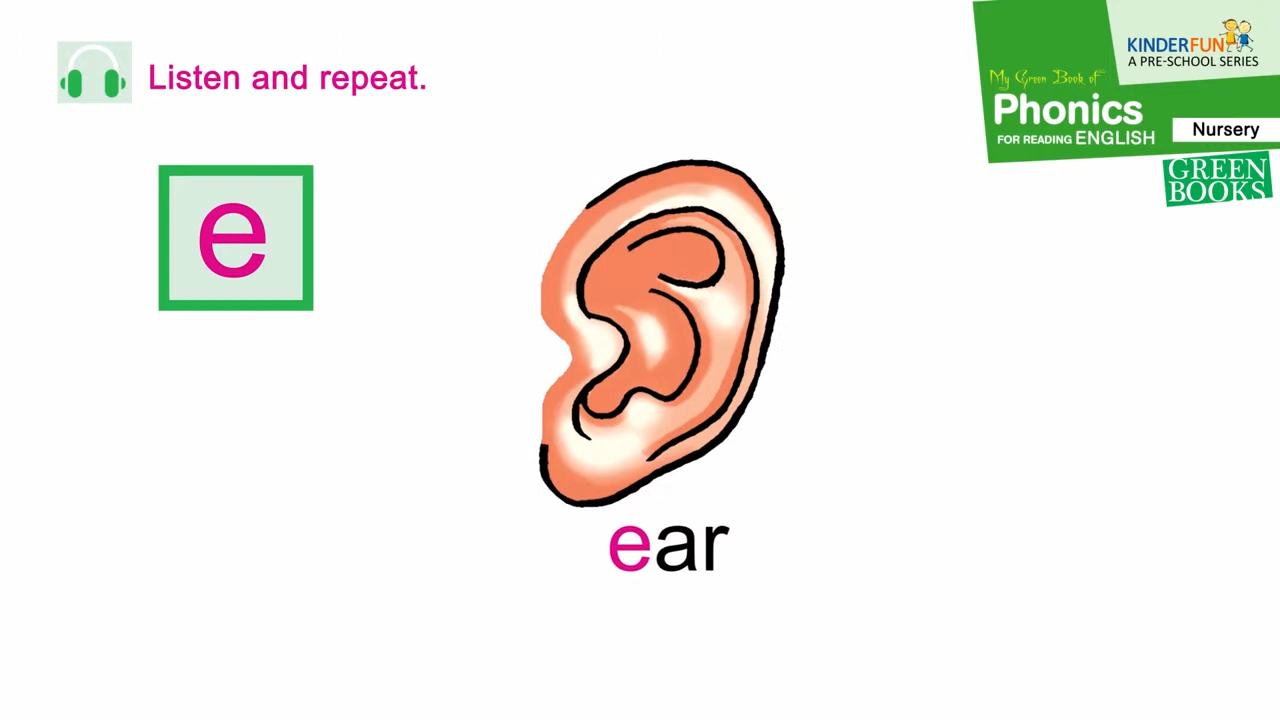 Listen and repeat.
KINDERFUN
A PRE-SCHOOL SERIES
My Green Book of
Phonics
FOR READING ENGLISH
Nursery
GREEN
BOOKS
e
ear